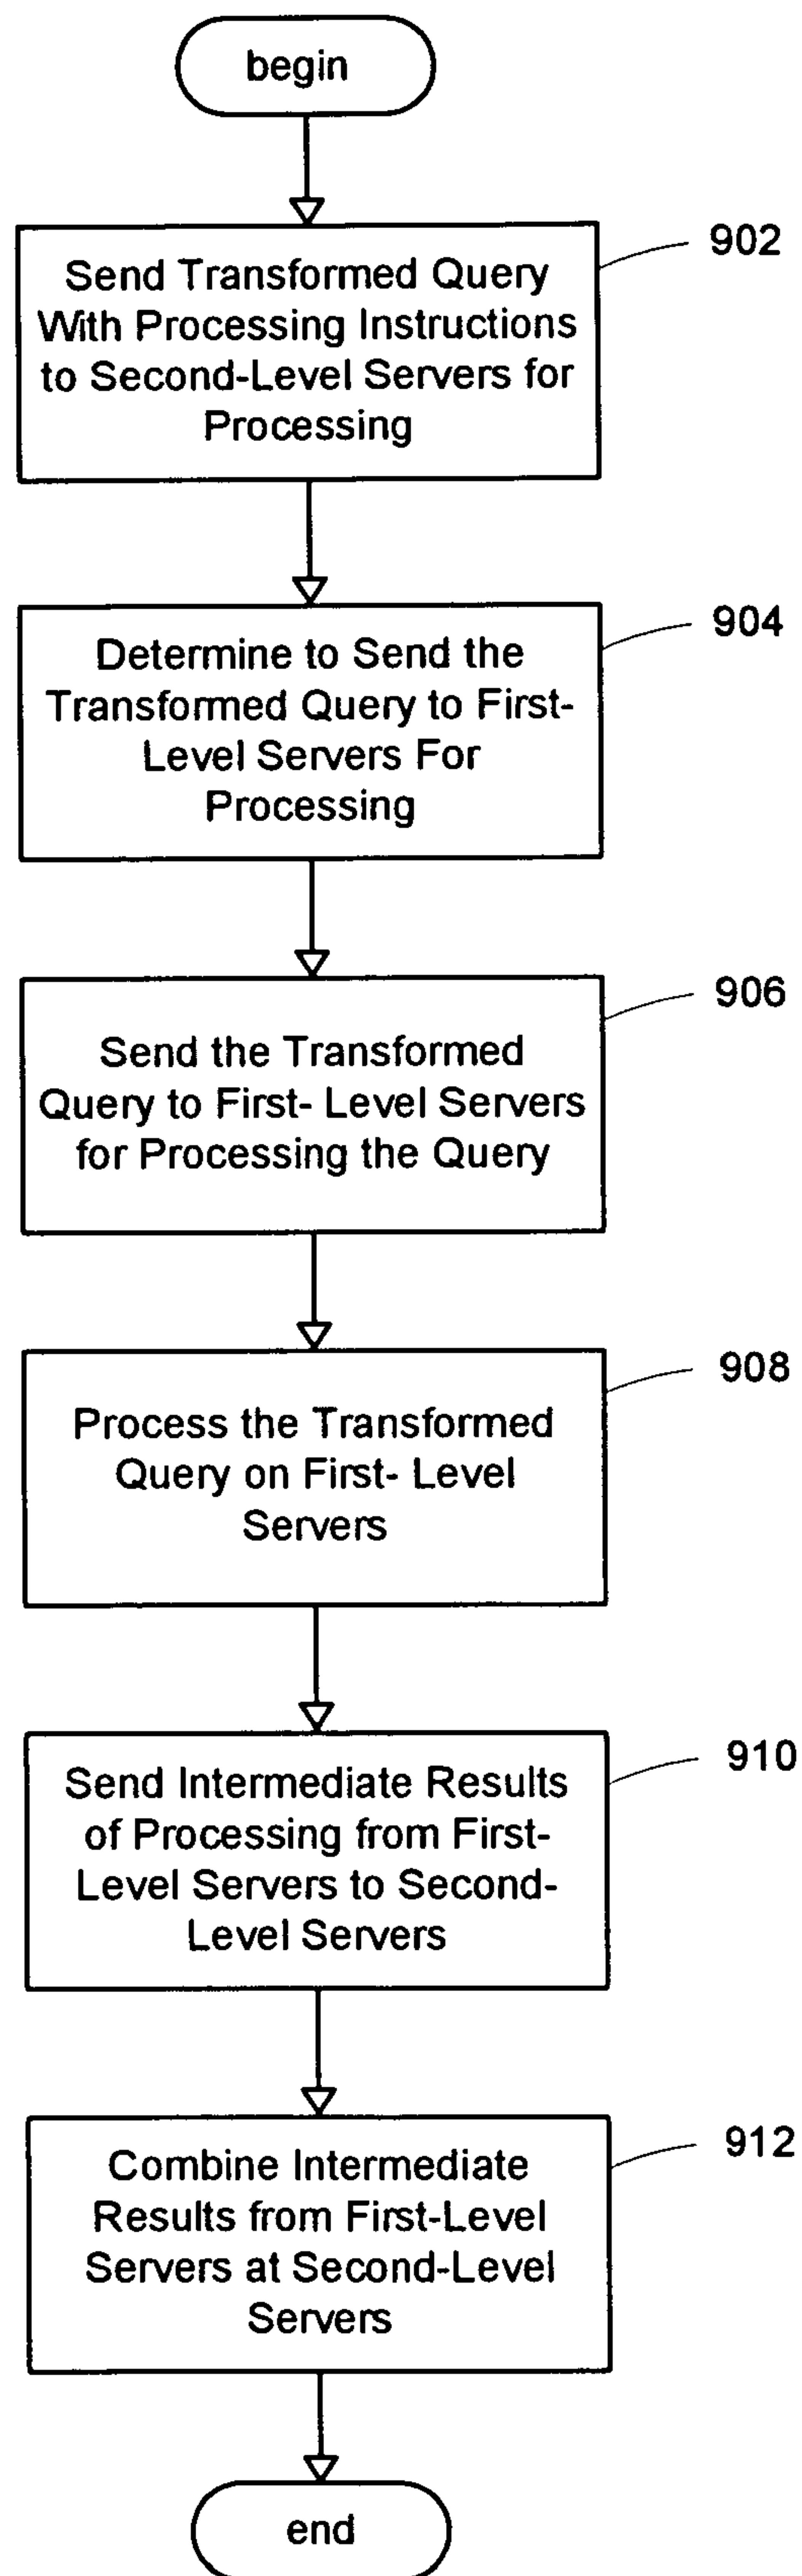 begin
902
Send Transformed Query
With Processing Instructions
to Second-Level Servers for
Processing
904
Determine to Send the
Transformed Query to First-
Level Servers For
Processing
906
Send the Transformed
Query to First- Level Servers
for Processing the Query
908
Process the Transformed
Query on First- Level
Servers
910
Send Intermediate Results
of Processing from First-
Level Servers to Second-
Level Servers
912
Combine Intermediate
Results from First-Level
Servers at Second-Level
Servers
end